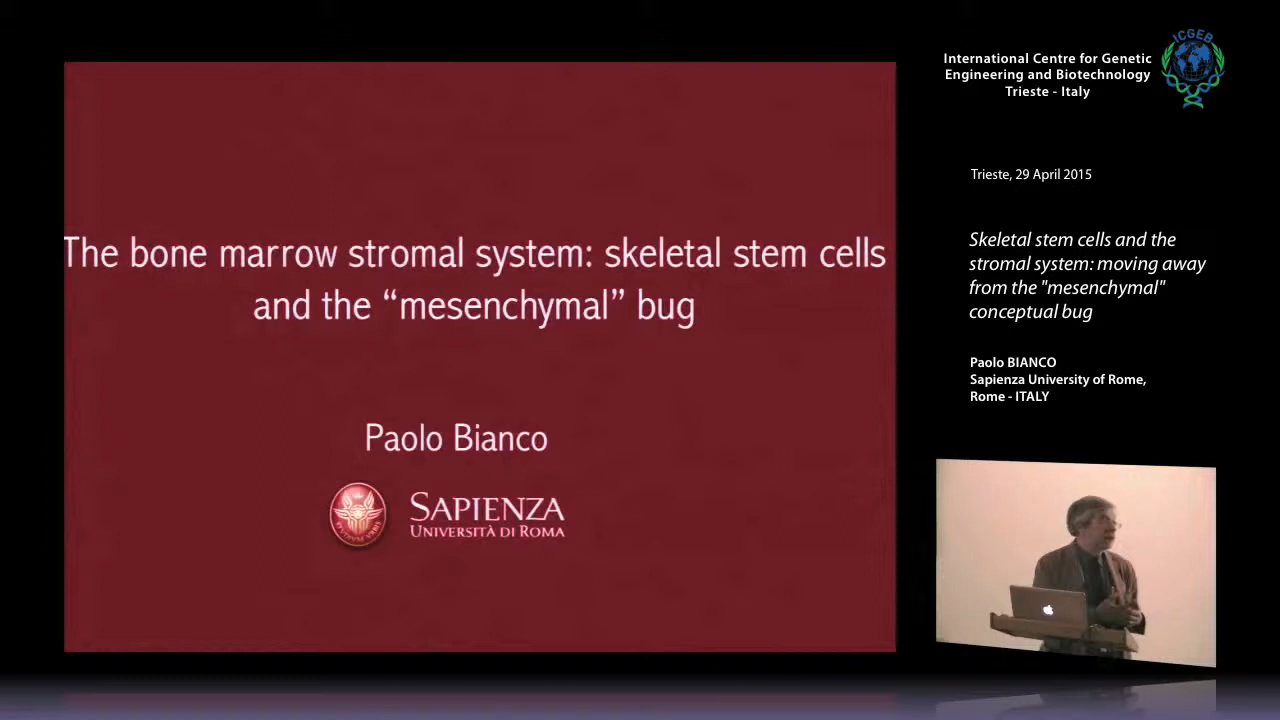 The bone marrow stromal system: skeletal stem cells
and the “mesenchymal” bug
Paolo Bianco
SAPIENZA
UNIVERSITÀ DI ROMA
International Centre for Genetic
Engineering and Biotechnology
Trieste - Italy
ICGEB
Trieste, 29 April 2015
Skeletal stem cells and the
stromal system: moving away
from the "mesenchymal"
conceptual bug
Paolo BIANCO
Sapienza University of Rome,
Rome - ITALY